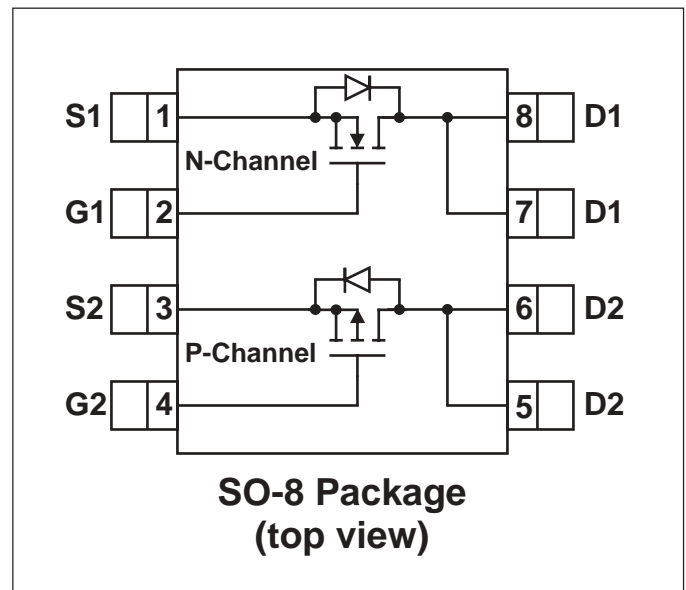 S1 1 8 D1
N-Channel
G1 2 7 D1
S2 3 6 D2
P-Channel
G2 4 5 D2
SO-8 Package
(top view)